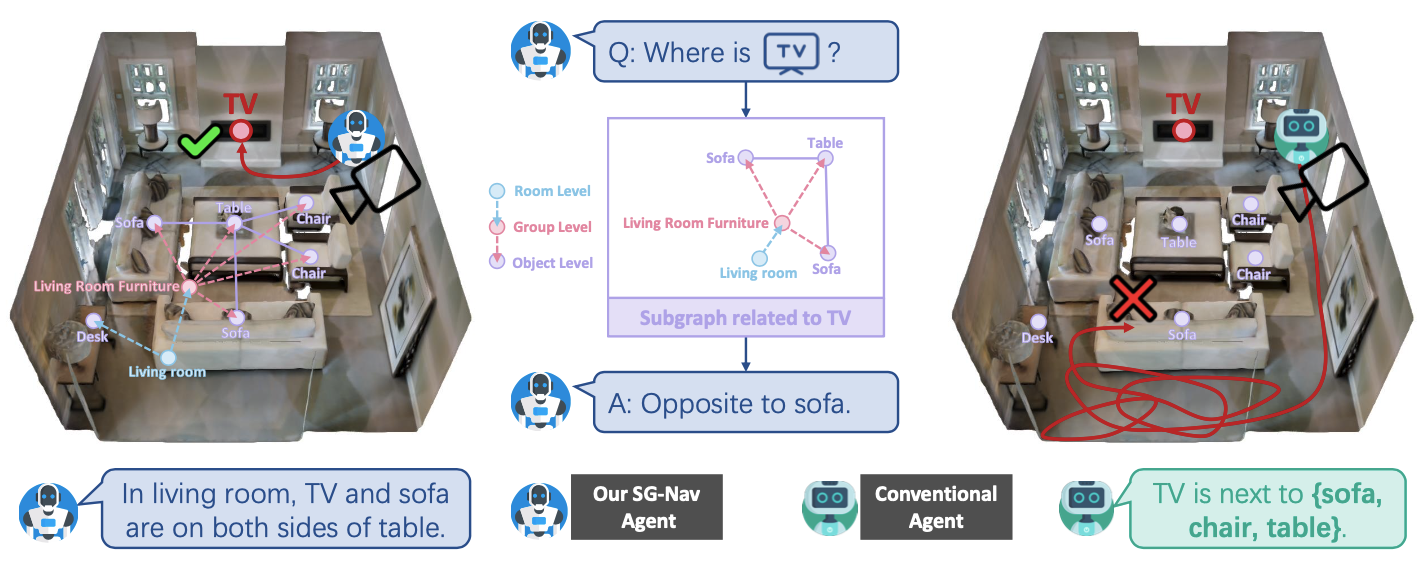 TV
Sofa
Table
Chair
Chair
Living Room Furniture
Sofa
Desk
Living room
In living room, TV and sofa
are on both sides of table.
Q: Where is TV ?
Room Level
Group Level
Object Level
Sofa
Table
Living Room Furniture
Living room
Sofa
Subgraph related to TV
A: Opposite to sofa.
Our SG-Nav
Agent
Conventional
Agent
TV
Sofa
Table
Chair
Chair
Desk
Sofa
TV is next to {sofa,
chair, table}.